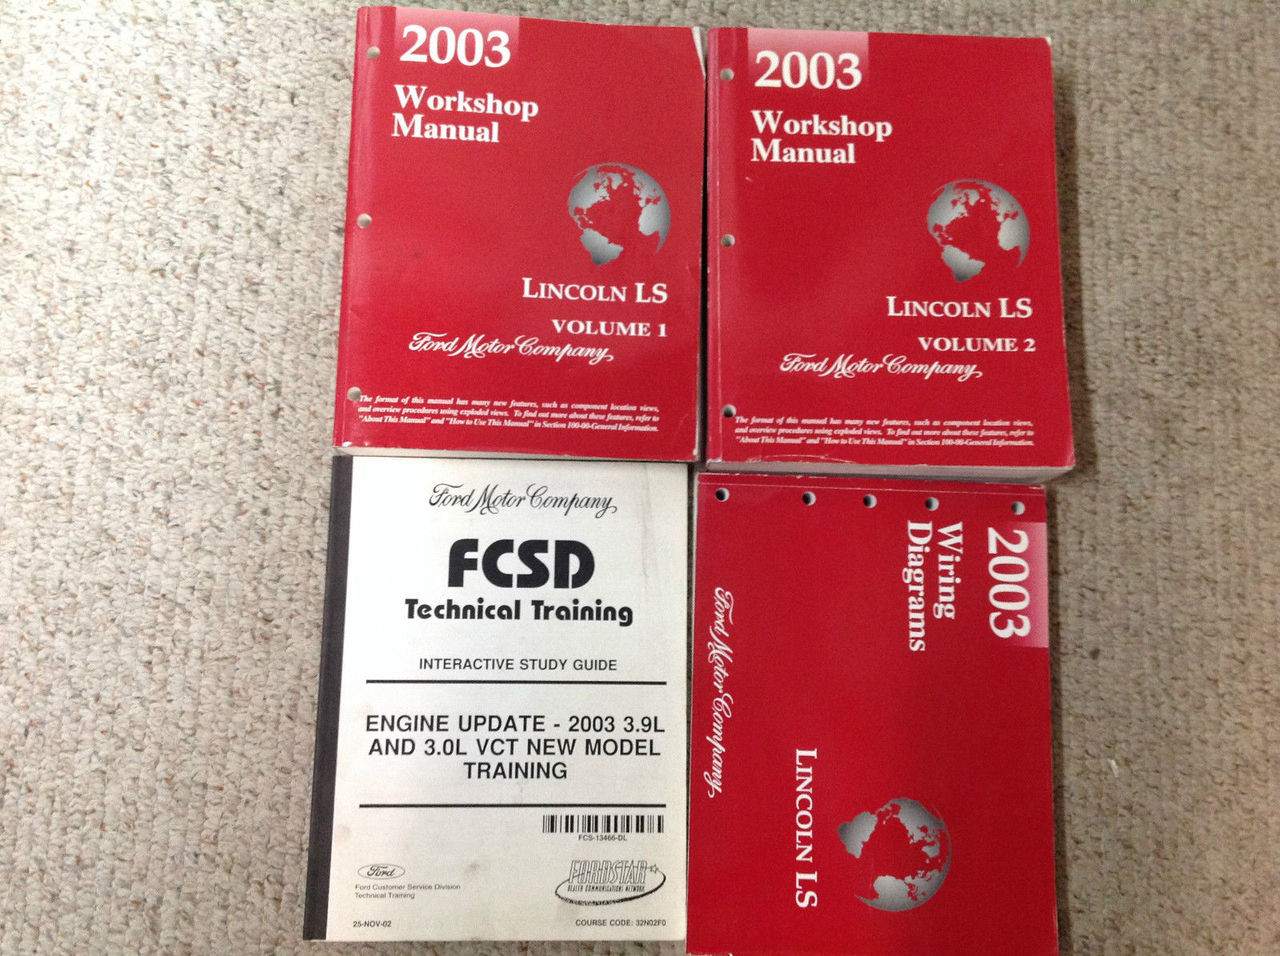 2003
Workshop
Manual
LINCOLN LS
VOLUME 1
Ford Motor Company,
The format of this manual has many new features, such as component location views,
and overview procedures using exploded views. To find out more about these features, refer to
"About This Manual" and "How to Use This Manual" in Section 100-00-General Information.
2003
Workshop
Manual
LINCOLN LS
VOLUME 2
Ford Motor Company,
The format of this manual has many new features, such as component location views,
and overview procedures using exploded views. To find out more about these features, refer to
"About This Manual" and "How to Use This Manual" in Section 100-00-General Information.
Ford Motor Company,
FCSD
Technical Training
INTERACTIVE STUDY GUIDE
ENGINE UPDATE - 2003 3.9L
AND 3.0L VCT NEW MODEL
TRAINING
FCS-13466-DL
Ford
Ford Customer Service Division
Technical Training
FORDSTAR
DEALER COMMUNICATIONS NETWORK
25-NOV-02
COURSE CODE: 32N02F0
2003
Wiring
Diagrams
LINCOLN LS
Ford Motor Company,